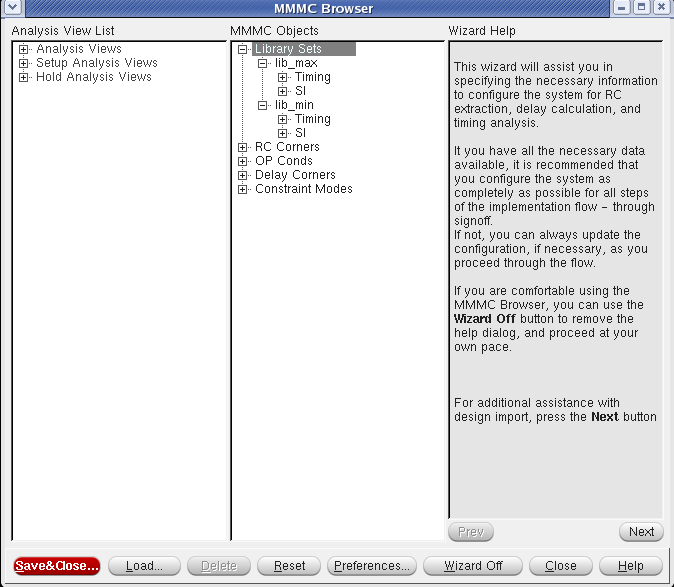 MMMC Browser
Analysis View List
Analysis Views
Setup Analysis Views
Hold Analysis Views
MMMC Objects
Library Sets
lib_max
Timing
SI
lib_min
Timing
SI
RC Corners
OP Conds
Delay Corners
Constraint Modes
Wizard Help
This wizard will assist you in
specifying the necessary information
to configure the system for RC
extraction, delay calculation, and
timing analysis.
It you have all the necessary data
available, it is recommended that
you configure the system as
completely as possible for all steps
of the implementation flow – through
signoff.
If not, you can always update the
configuration, if necessary, as you
proceed through the flow.
If you are comfortable using the
MMMC Browser, you can use the
Wizard Off button to remove the
help dialog, and proceed at your
own pace.
For additional assistance with
design import, press the Next button
Prev
Next
Save&Close...
Load...
Delete
Reset
Preferences...
Wizard Off
Close
Help